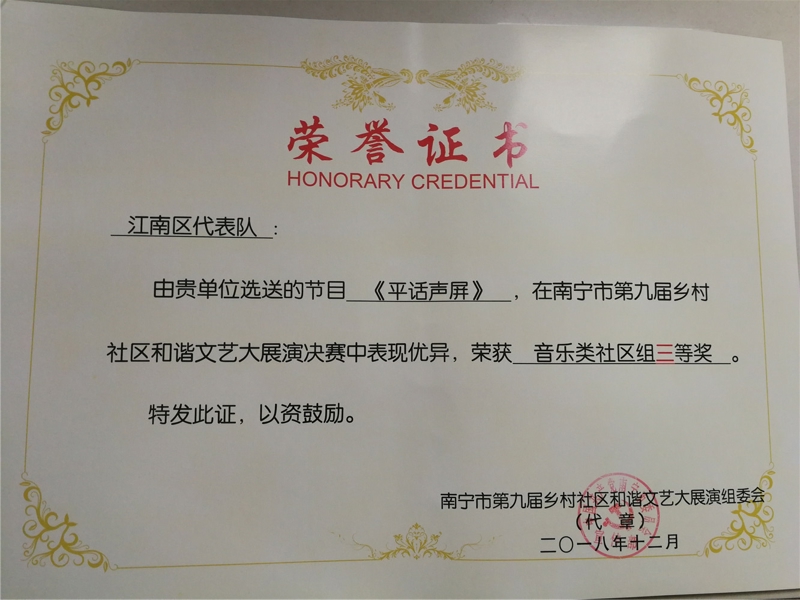 荣誉证书
HONORARY CREDENTIAL
江南区代表队：
由贵单位选送的节目《平话声屏》，在南宁市第九届乡村
社区和谐文艺大展演决赛中表现优异，荣获 音乐类社区组三等奖 。
特发此证，以资鼓励。
南宁市第九届乡村社区和谐文艺大展演组委会
（代 章）
二〇一八年十二月